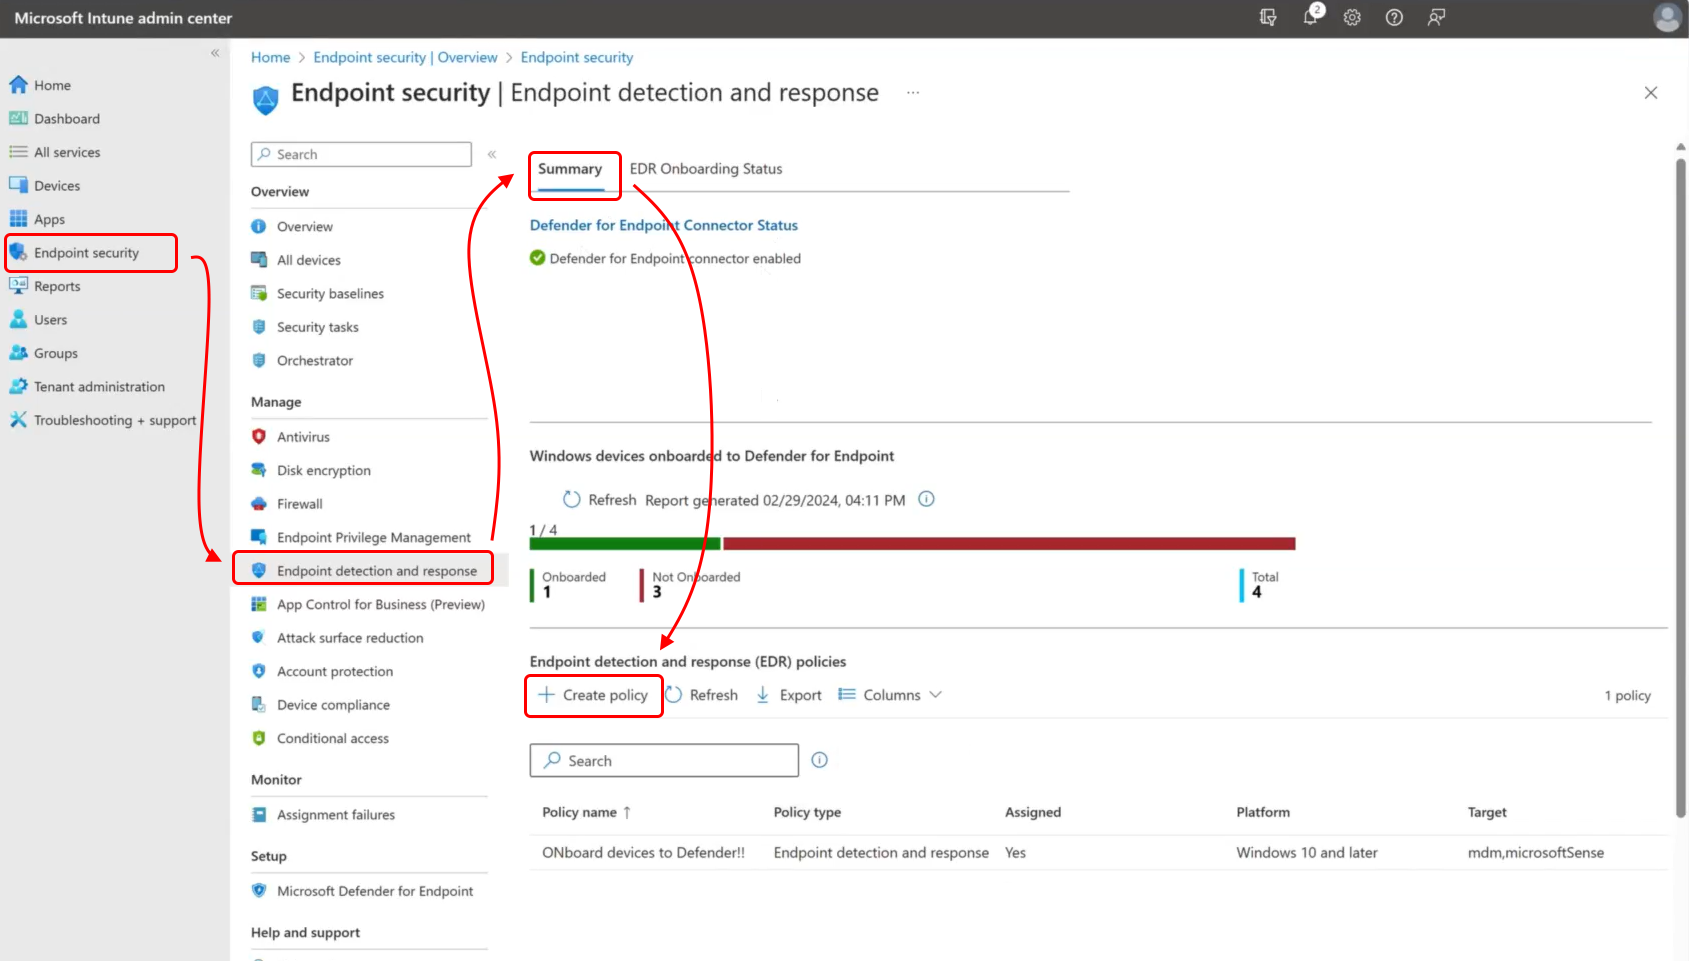 Microsoft Intune admin center
2
Home
Dashboard
All services
Devices
Apps
Endpoint security
Reports
Users
Groups
Tenant administration
Troubleshooting + support
Home > Endpoint security | Overview > Endpoint security
Endpoint security | Endpoint detection and response ...
Search
Overview
Overview
All devices
Security baselines
Security tasks
Orchestrator
Manage
Antivirus
Disk encryption
Firewall
Endpoint Privilege Management
Endpoint detection and response
App Control for Business (Preview)
Attack surface reduction
Account protection
Device compliance
Conditional access
Monitor
Assignment failures
Setup
Microsoft Defender for Endpoint
Help and support
Summary EDR Onboarding Status
Defender for Endpoint Connector Status
Defender for Endpoint connector enabled
Windows devices onboarded to Defender for Endpoint
Refresh Report generated 02/29/2024, 04:11 PM
1 / 4
Onboarded Not Onboarded Total
1 3 4
Endpoint detection and response (EDR) policies
Create policy Refresh Export Columns 1 policy
Search
Policy name ↑ Policy type Assigned Platform Target
ONboard devices to Defender!! Endpoint detection and response Yes Windows 10 and later mdm,microsoftSense